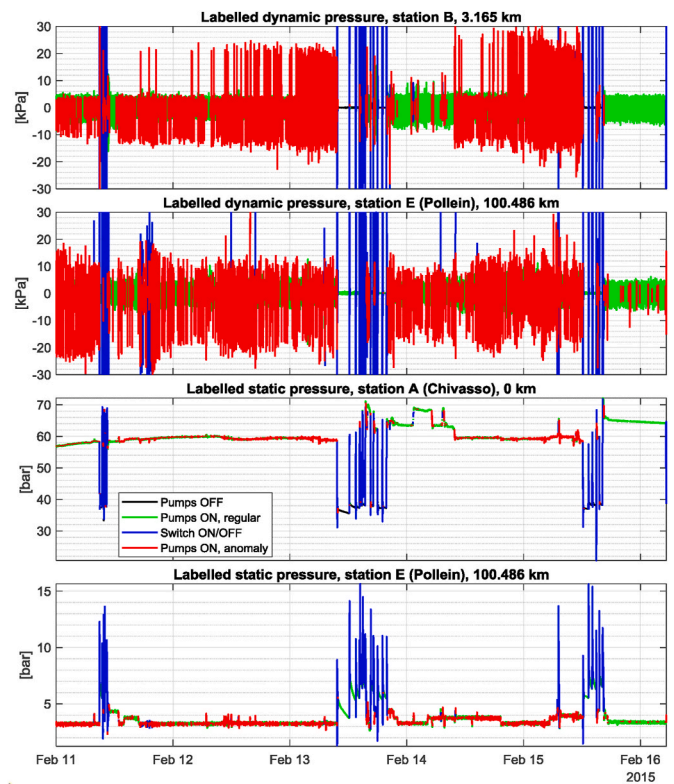 Labelled dynamic pressure, station B, 3.165 km
30
20
10
0
-10
-20
-30
[kPa]
Labelled dynamic pressure, station E (Pollein), 100.486 km
30
20
10
0
-10
-20
-30
[kPa]
Labelled static pressure, station A (Chivasso), 0 km
70
60
50
40
30
[bar]
Pumps OFF
Pumps ON, regular
Switch ON/OFF
Pumps ON, anomaly
Labelled static pressure, station E (Pollein), 100.486 km
15
10
5
[bar]
Feb 11 Feb 12 Feb 13 Feb 14 Feb 15 Feb 16
2015